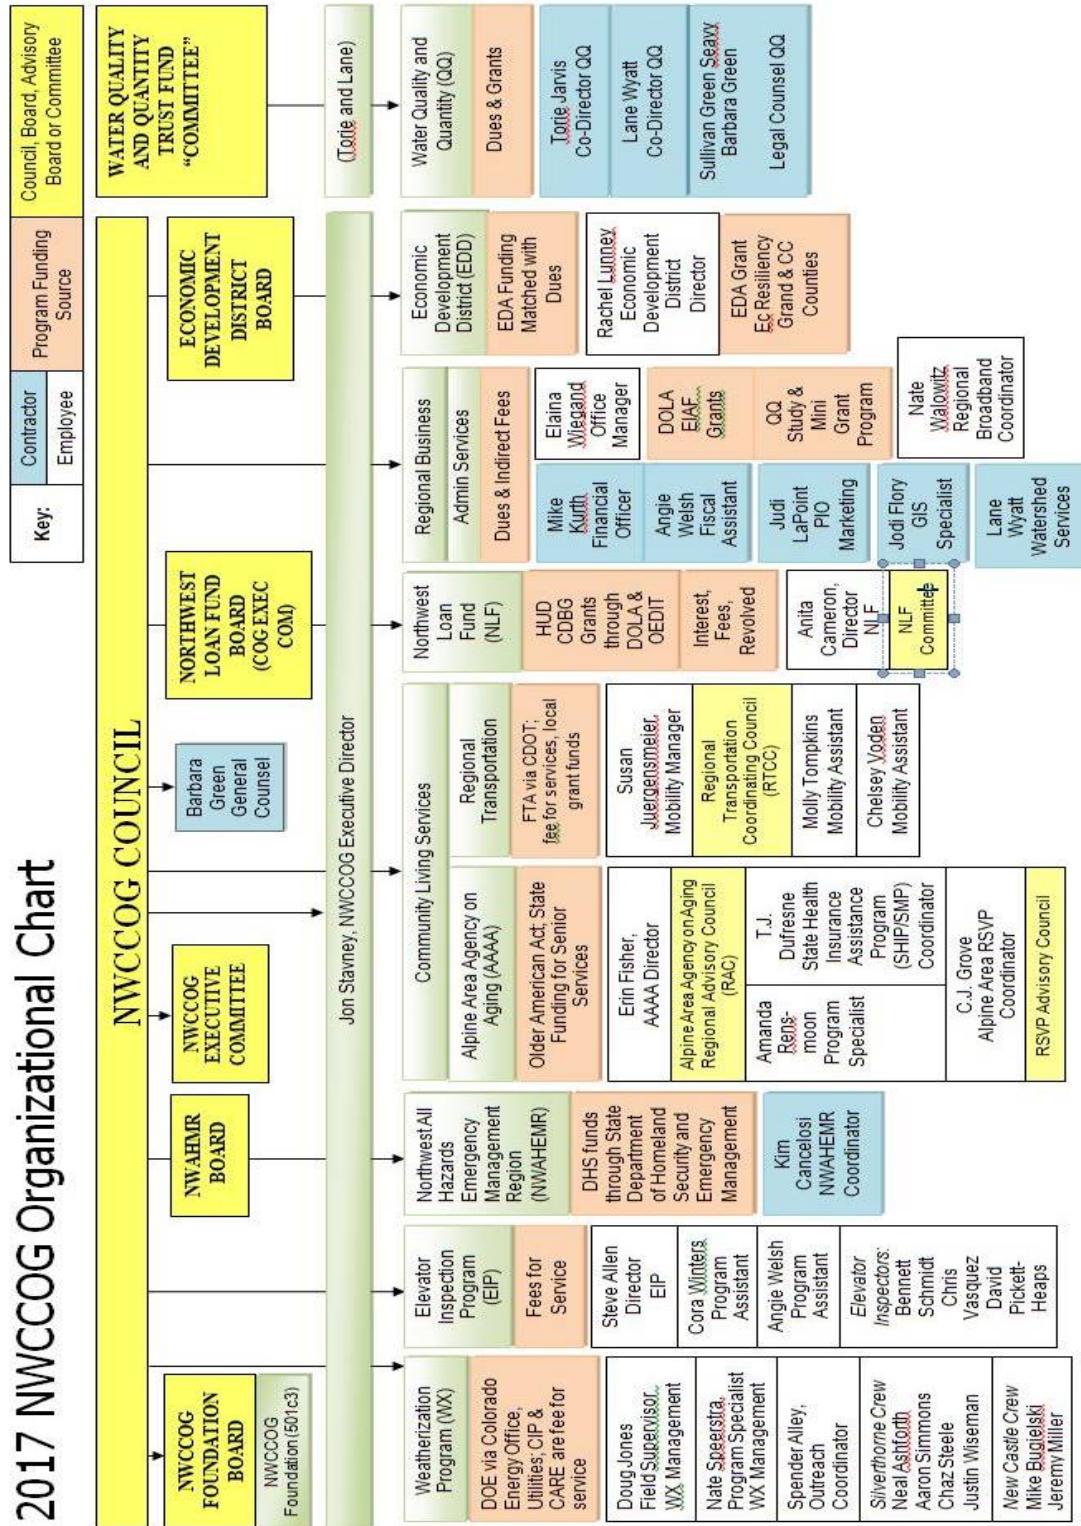 2017 NWCCOG Organizational Chart
Key:
Contractor
Employee
Program Funding
Source
Council, Board, Advisory
Board or Committee
NWCCOG COUNCIL
WATER QUALITY
AND QUANTITY
TRUST FUND
“COMMITTEE”
NWCCOG
FOUNDATION
BOARD
NWCCOG
Foundation (501c3)
NWAHMR
BOARD
NWCCOG
EXECUTIVE
COMMITTEE
Barbara
Green
General
Counsel
NORTHWEST
LOAN FUND
BOARD
(COG EXEC
COM)
ECONOMIC
DEVELOPMENT
DISTRICT
BOARD
Jon Stavney, NWCCOG Executive Director
(Torie and Lane)
Weatherization
Program (WX)
DOE via Colorado
Energy Office,
Utilities; CIP &
CARE are fee for
service
Doug Jones
Field Supervisor,
WX Management
Nate Speerstra,
Program Specialist
WX Management
Spender Alley,
Outreach
Coordinator
Silverthorne Crew
Neal Ashforth
Aaron Simmons
Chaz Steele
Justin Wiseman
New Castle Crew
Mike Bugielski
Jeremy Miller
Elevator
Inspection
Program
(EIP)
Fees for
Service
Steve Allen
Director
EIP
Cora Winters
Program
Assistant
Angie Welsh
Program
Assistant
Elevator
Inspectors:
Bennett
Schmidt
Chris
Vasquez
David
Pickett-
Heaps
Northwest All
Hazards
Emergency
Management
Region
(NWAHEMR)
DHS funds
through State
Department
of Homeland
Security and
Emergency
Management
Kim
Cancelosi
NWAHEMR
Coordinator
Community Living Services
Alpine Area Agency on
Aging (AAAA)
Older American Act; State
Funding for Senior
Services
Erin Fisher,
AAAA Director
Alpine Area Agency on Aging
Regional Advisory Council
(RAC)
Amanda
Rens-
moon
Program
Specialist
T.J.
Dufresne
State Health
Insurance
Assistance
Program
(SHIP/SMP)
Coordinator
C.J. Grove
Alpine Area RSVP
Coordinator
RSVP Advisory Council
Regional
Transportation
FTA via CDOT;
fee for services, local
grant funds
Susan
Juergensmeier,
Mobility Manager
Regional
Transportation
Coordinating Council
(RTCC)
Molly Tompkins
Mobility Assistant
Chelsey Voden
Mobility Assistant
Northwest
Loan
Fund
(NLF)
HUD
CDBG
Grants
through
DOLA &
OEDIT
Interest,
Fees,
Revolved
Anita
Cameron,
Director
NLF
NLF
Committee
Regional Business
Admin Services
Dues & Indirect Fees
Mike
Kurth
Financial
Officer
Angie
Welsh
Fiscal
Assistant
Judi
LaPoint
PIO
Marketing
Jodi Flory
GIS
Specialist
Lane
Wyatt
Watershed
Services
Elaina
Wiegand
Office
Manager
DOLA
EIAF
Grants
QQ
Study &
Mini
Grant
Program
Nate
Walowitz
Regional
Broadband
Coordinator
Economic
Development
District (EDD)
EDA Funding
Matched with
Dues
Rachel Lunney
Economic
Development
District
Director
EDA Grant
Ec Resiliency
Grand & CC
Counties
Water Quality and
Quantity (QQ)
Dues & Grants
Torie Jarvis
Co-Director QQ
Lane Wyatt
Co-Director QQ
Sullivan Green Seavy
Barbara Green
Legal Counsel QQ